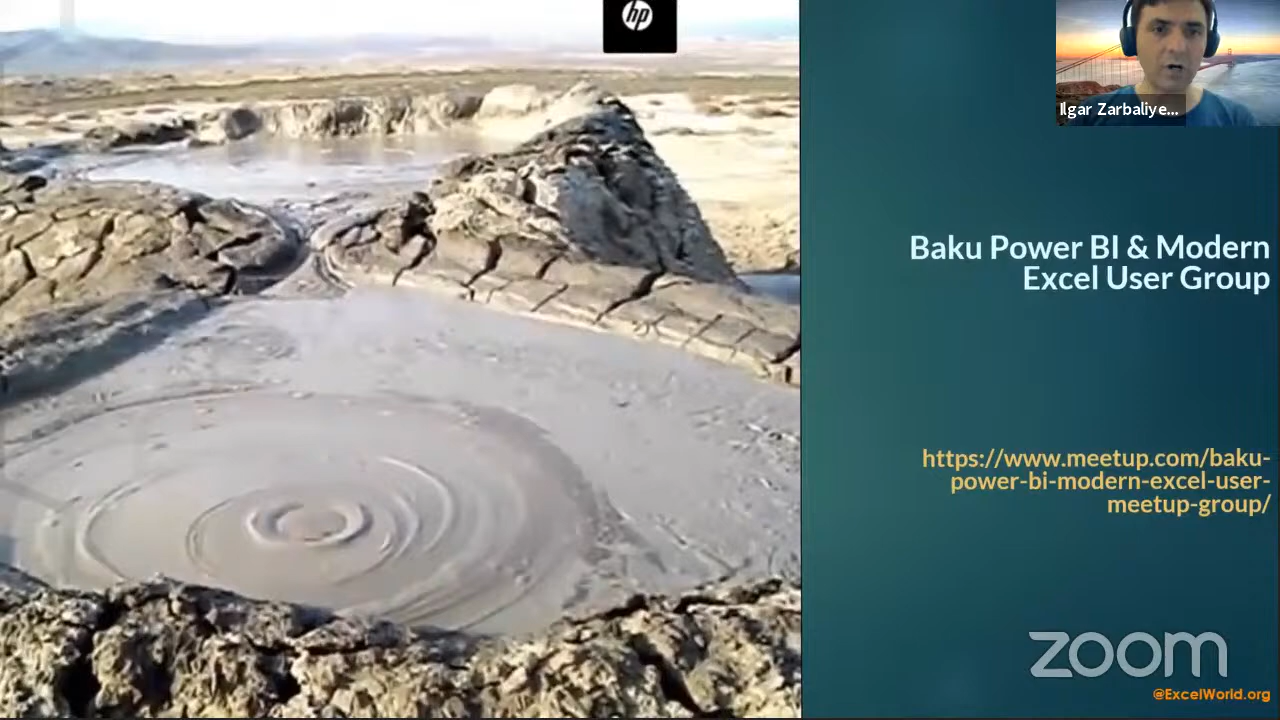 hp
Ilgar Zarbaliye...
Baku Power BI & Modern
Excel User Group
https://www.meetup.com/baku-
power-bi-modern-excel-user-
meetup-group/
zoom
@ExcelWorld.org